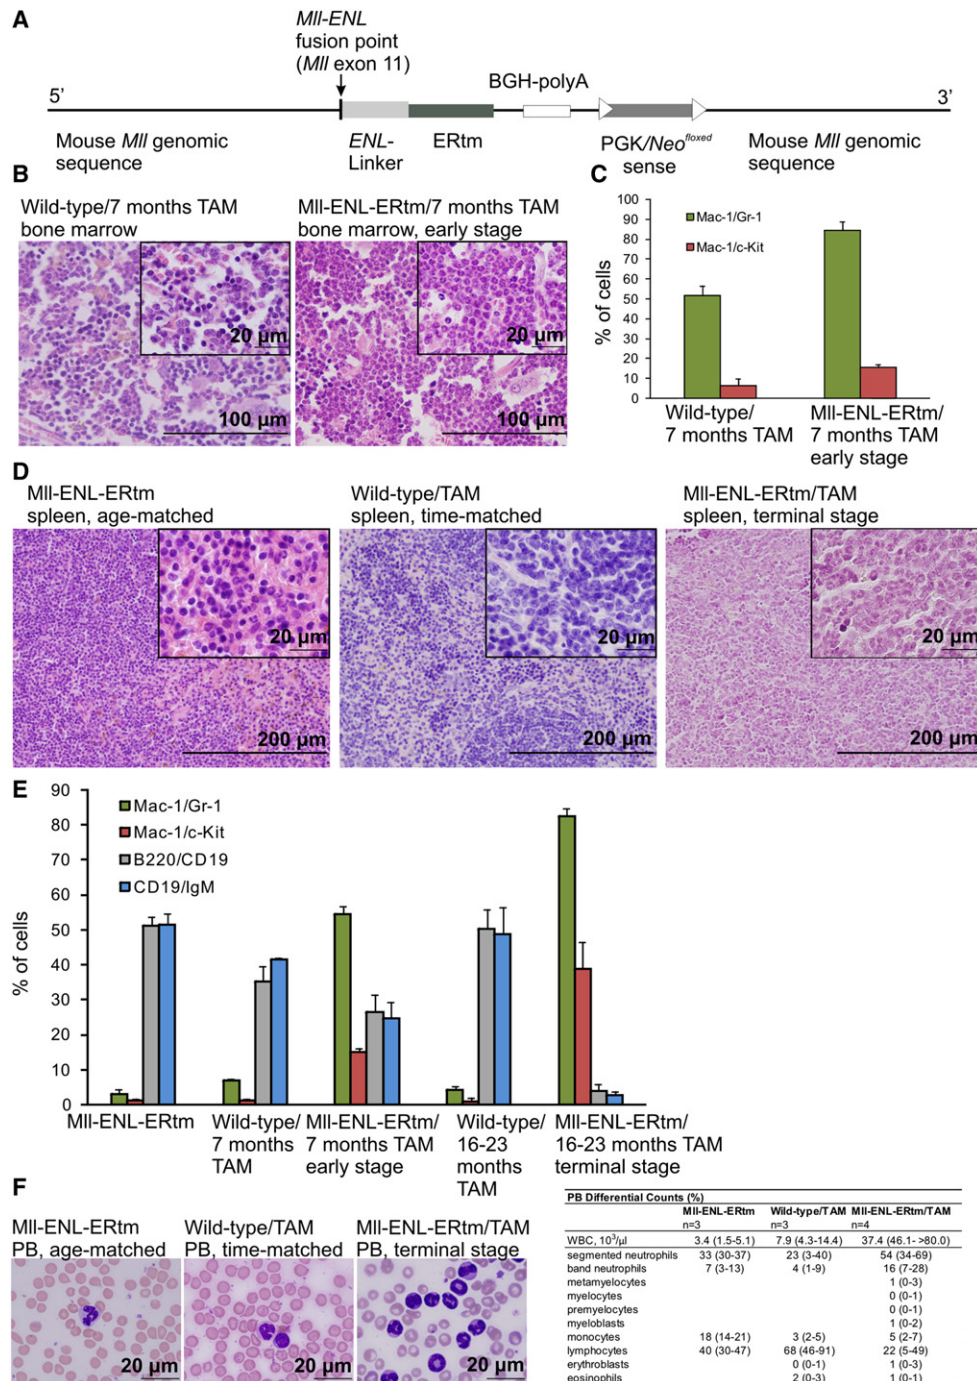 A
Mll-ENL
fusion point
(Mll exon 11)
5'
BGH-polyA
3'
Mouse Mll genomic
sequence
ENL-
Linker
ERtm
PGK/Neofloxed
sense
Mouse Mll genomic
sequence
B
Wild-type/7 months TAM
bone marrow
Mll-ENL-ERtm/7 months TAM
bone marrow, early stage
20 µm
100 µm
20 µm
100 µm
C
% of cells
100
90
80
70
60
50
40
30
20
10
0
Mac-1/Gr-1
Mac-1/c-Kit
Wild-type/
7 months TAM
Mll-ENL-ERtm/
7 months TAM
early stage
D
Mll-ENL-ERtm
spleen, age-matched
Wild-type/TAM
spleen, time-matched
Mll-ENL-ERtm/TAM
spleen, terminal stage
20 µm
200 µm
20 µm
200 µm
20 µm
200 µm
E
% of cells
90
80
70
60
50
40
30
20
10
0
Mac-1/Gr-1
Mac-1/c-Kit
B220/CD19
CD19/IgM
Mll-ENL-ERtm
Wild-type/
7 months
TAM
Mll-ENL-ERtm/
7 months TAM
early stage
Wild-type/
16-23
months
TAM
Mll-ENL-ERtm/
16-23 months TAM
terminal stage
F
Mll-ENL-ERtm
PB, age-matched
Wild-type/TAM
PB, time-matched
Mll-ENL-ERtm/TAM
PB, terminal stage
20 µm
20 µm
20 µm
PB Differential Counts (%)
Mll-ENL-ERtm Wild-type/TAM Mll-ENL-ERtm/TAM
n=3 n=3 n=4
WBC, 10³/µl 3.4 (1.5-5.1) 7.9 (4.3-14.4) 37.4 (46.1- >80.0)
segmented neutrophils 33 (30-37) 23 (3-40) 54 (34-69)
band neutrophils 7 (3-13) 4 (1-9) 16 (7-28)
metamyelocytes 1 (0-3)
myelocytes 0 (0-1)
premyelocytes 0 (0-1)
myeloblasts 1 (0-2)
monocytes 18 (14-21) 3 (2-5) 5 (2-7)
lymphocytes 40 (30-47) 68 (46-91) 22 (5-49)
erythroblasts 0 (0-1) 1 (0-3)
eosinophils 2 (0-3) 1 (0-1)